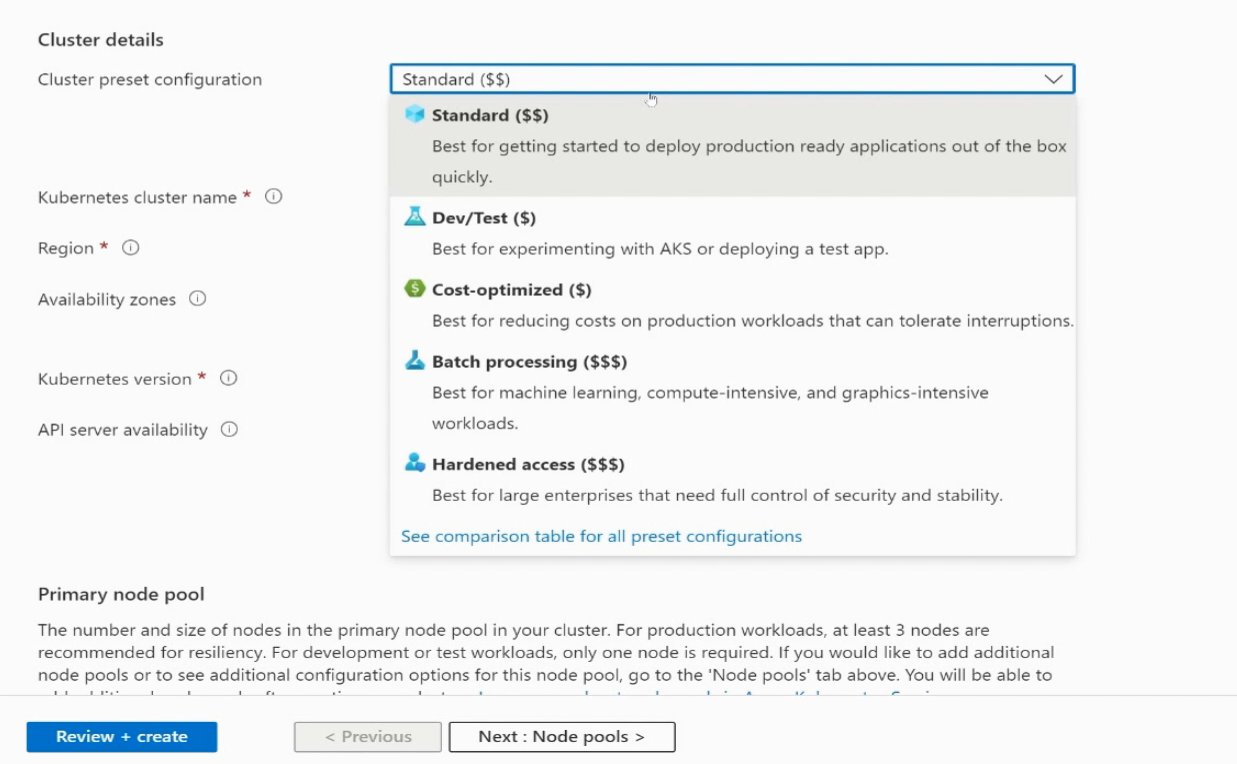 Cluster details
Cluster preset configuration
Standard ($$)
Standard ($$)
Best for getting started to deploy production ready applications out of the box
quickly.
Kubernetes cluster name *
Dev/Test ($)
Region *
Best for experimenting with AKS or deploying a test app.
Cost-optimized ($)
Availability zones
Best for reducing costs on production workloads that can tolerate interruptions.
Batch processing ($$$)
Kubernetes version *
Best for machine learning, compute-intensive, and graphics-intensive
workloads.
API server availability
Hardened access ($$$)
Best for large enterprises that need full control of security and stability.
See comparison table for all preset configurations
Primary node pool
The number and size of nodes in the primary node pool in your cluster. For production workloads, at least 3 nodes are
recommended for resiliency. For development or test workloads, only one node is required. If you would like to add additional
node pools or to see additional configuration options for this node pool, go to the 'Node pools' tab above. You will be able to
Review + create
< Previous
Next : Node pools >